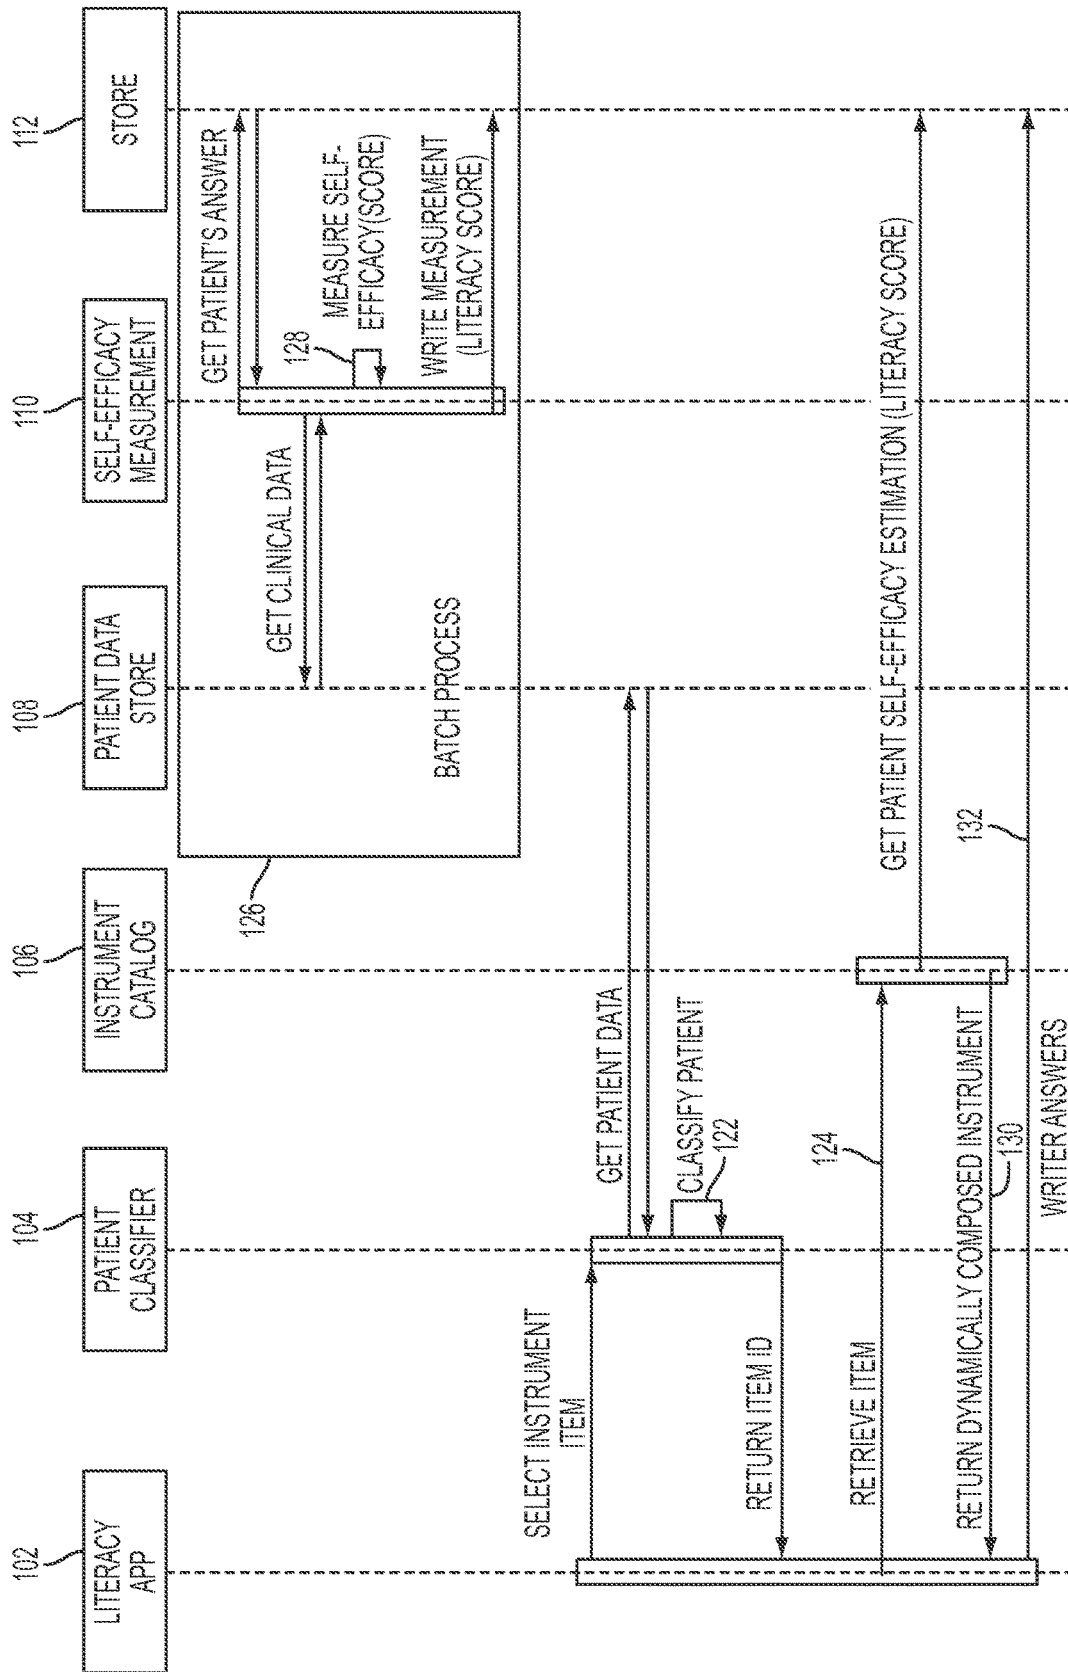 102
LITERACY
APP
104
PATIENT
CLASSIFIER
106
INSTRUMENT
CATALOG
108
PATIENT DATA
STORE
110
SELF-EFFICACY
MEASUREMENT
112
STORE
GET PATIENT'S ANSWER
GET CLINICAL DATA
128
MEASURE SELF-
EFFICACY(SCORE)
WRITE MEASUREMENT
(LITERACY SCORE)
BATCH PROCESS
126
SELECT INSTRUMENT
ITEM
GET PATIENT DATA
CLASSIFY PATIENT
122
RETURN ITEM ID
RETRIEVE ITEM
124
GET PATIENT SELF-EFFICACY ESTIMATION (LITERACY SCORE)
RETURN DYNAMICALLY COMPOSED INSTRUMENT
130
132
WRITER ANSWERS